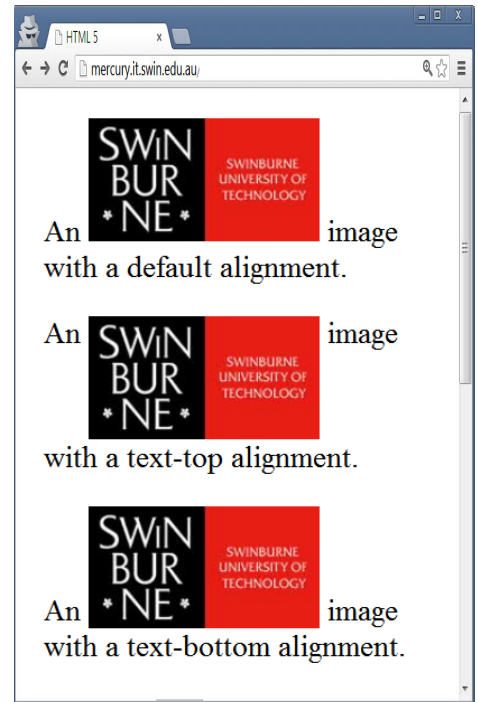 HTML 5
x
mercury.it.swin.edu.au/
SWIN
BUR
* NE *
SWINBURNE
UNIVERSITY OF
TECHNOLOGY
An image
with a default alignment.
An image
SWIN
BUR
* NE *
SWINBURNE
UNIVERSITY OF
TECHNOLOGY
with a text-top alignment.
SWIN
BUR
* NE *
SWINBURNE
UNIVERSITY OF
TECHNOLOGY
An image
with a text-bottom alignment.